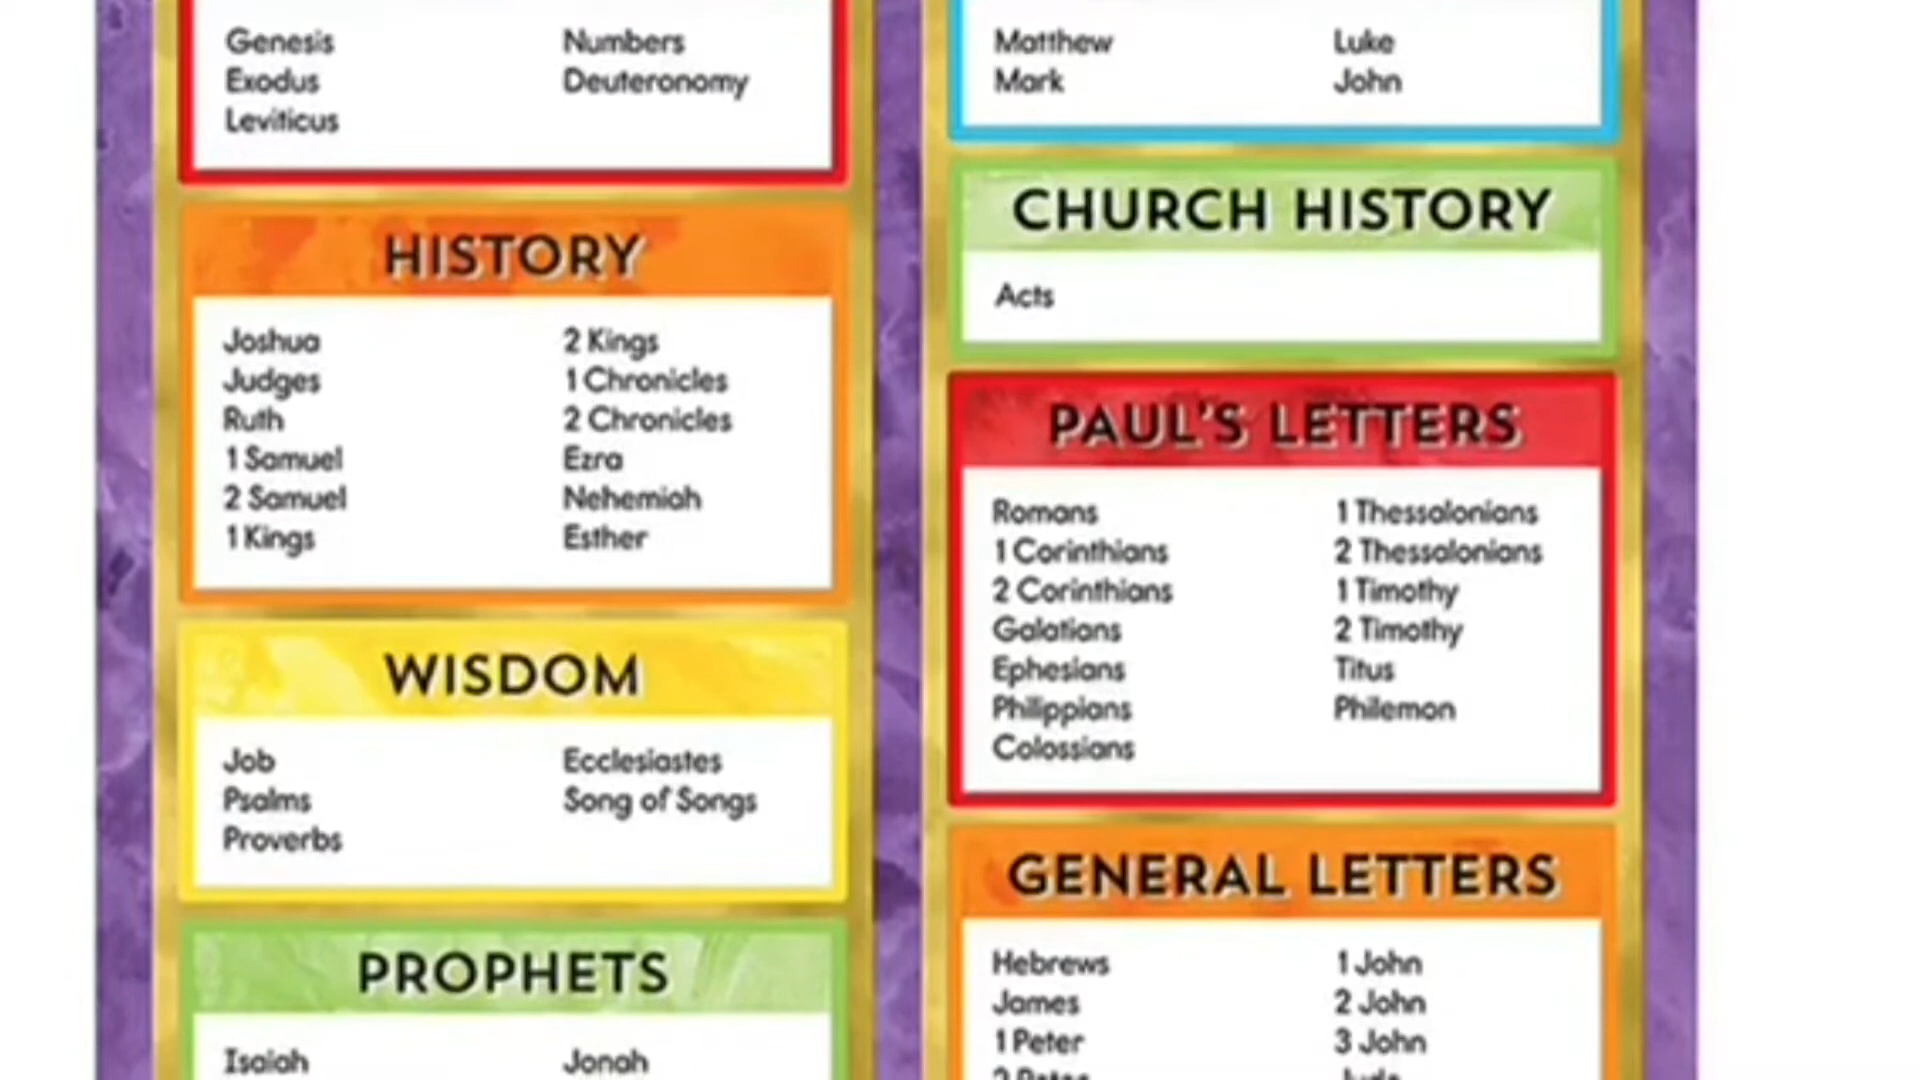 Genesis
Exodus
Leviticus
Numbers
Deuteronomy
HISTORY
Joshua
Judges
Ruth
1 Samuel
2 Samuel
1 Kings
2 Kings
1 Chronicles
2 Chronicles
Ezra
Nehemiah
Esther
WISDOM
Job
Psalms
Proverbs
Ecclesiastes
Song of Songs
PROPHETS
Isaiah
Jonah
Matthew
Mark
Luke
John
CHURCH HISTORY
Acts
PAUL'S LETTERS
Romans
1 Corinthians
2 Corinthians
Galatians
Ephesians
Philippians
Colossians
1 Thessalonians
2 Thessalonians
1 Timothy
2 Timothy
Titus
Philemon
GENERAL LETTERS
Hebrews
James
1 Peter
2 Peter
1 John
2 John
3 John
Jude